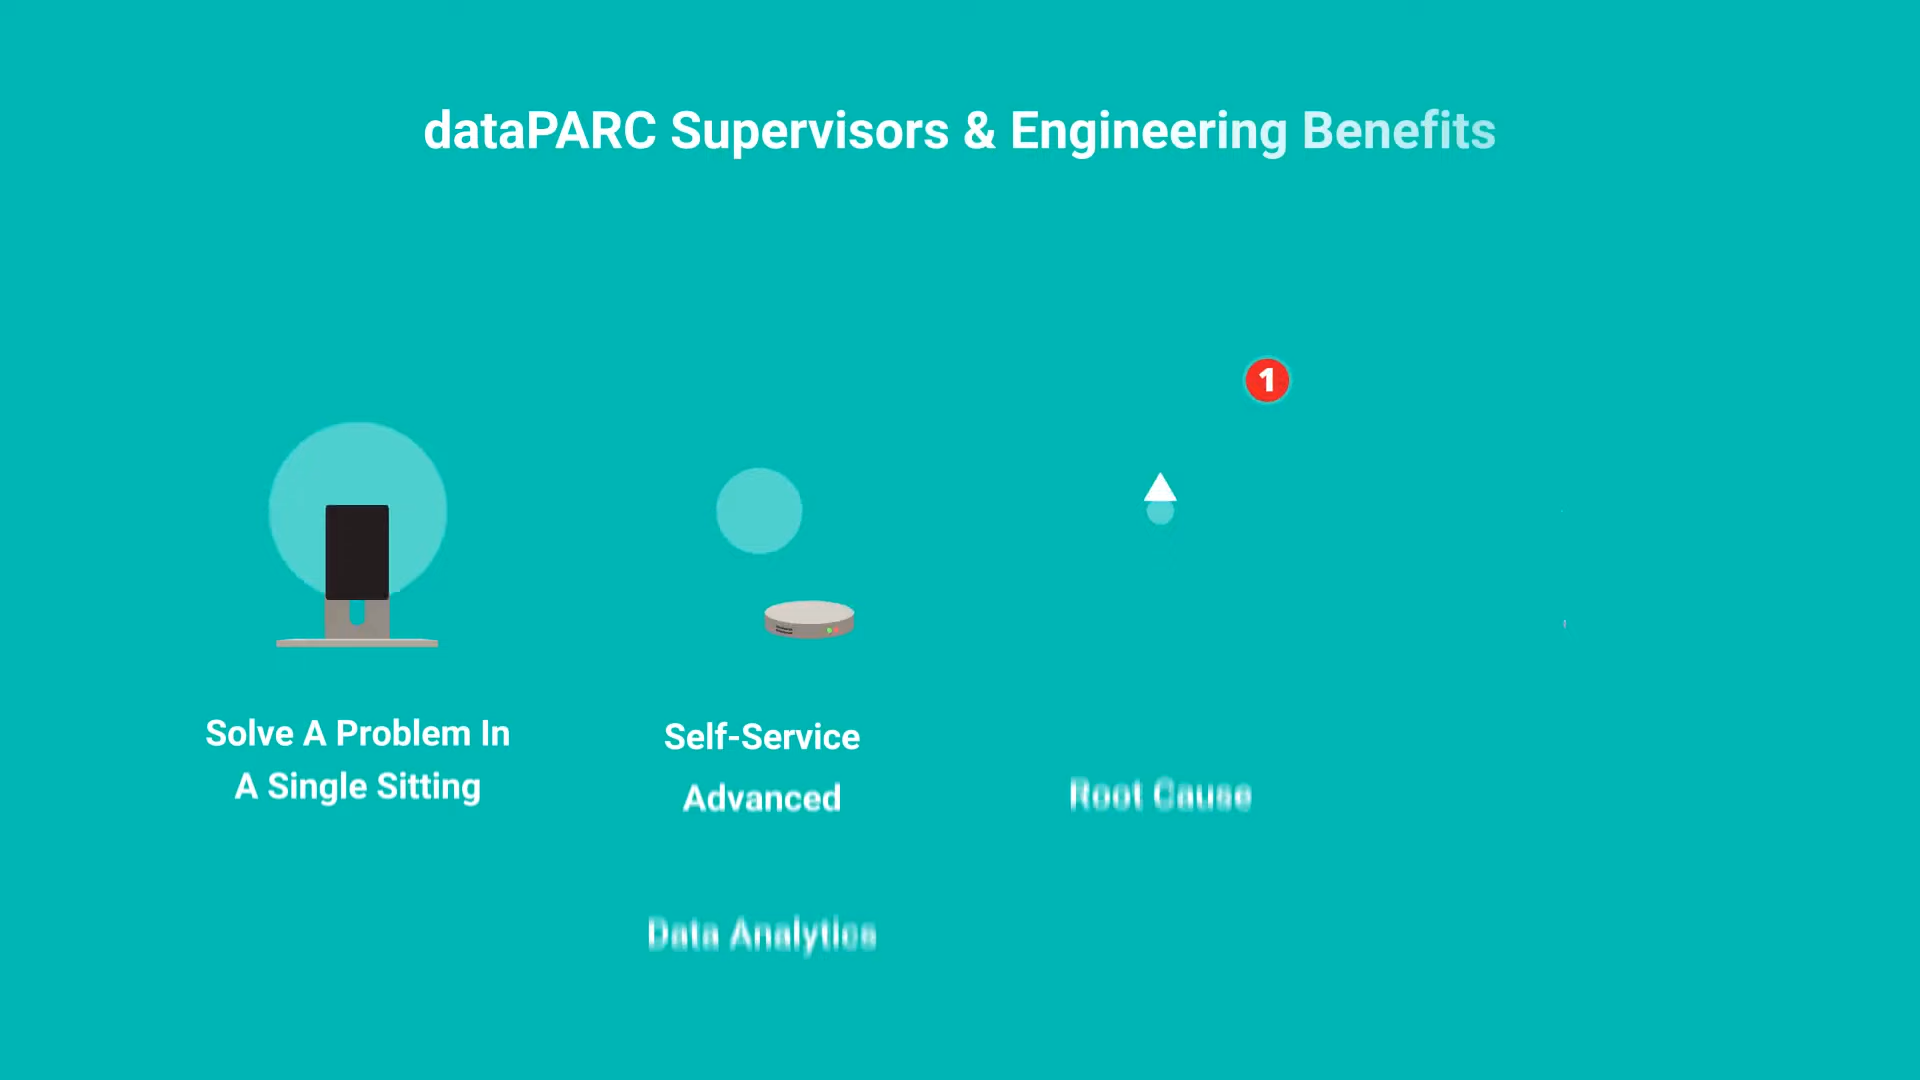 dataPARC Supervisors & Engineering Benefits
1
Solve A Problem In
A Single Sitting
Self-Service
Advanced
Data Analytics
Root Cause